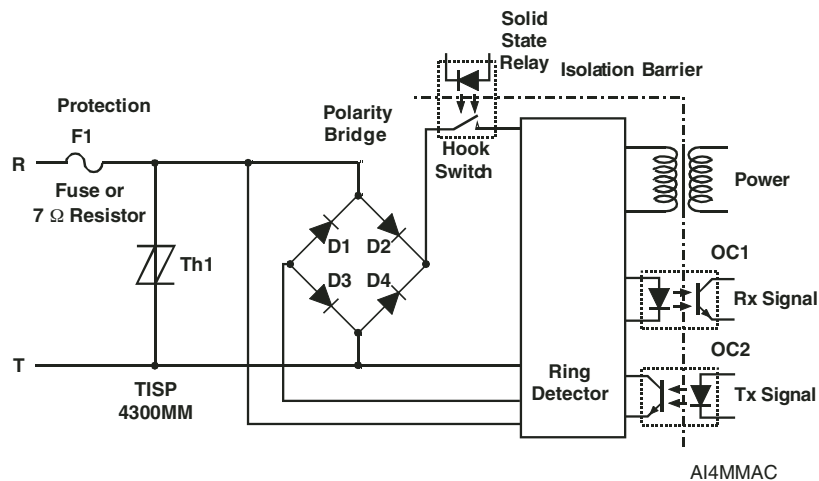 Solid
State
Relay
Isolation Barrier
Protection
F1
Polarity
Bridge
Hook
Switch
R
Fuse or
7 Ω Resistor
Power
Th1
D1 D2
D3 D4
OC1
Rx Signal
OC2
T
TISP
4300MM
Ring
Detector
Tx Signal
AI4MMAC